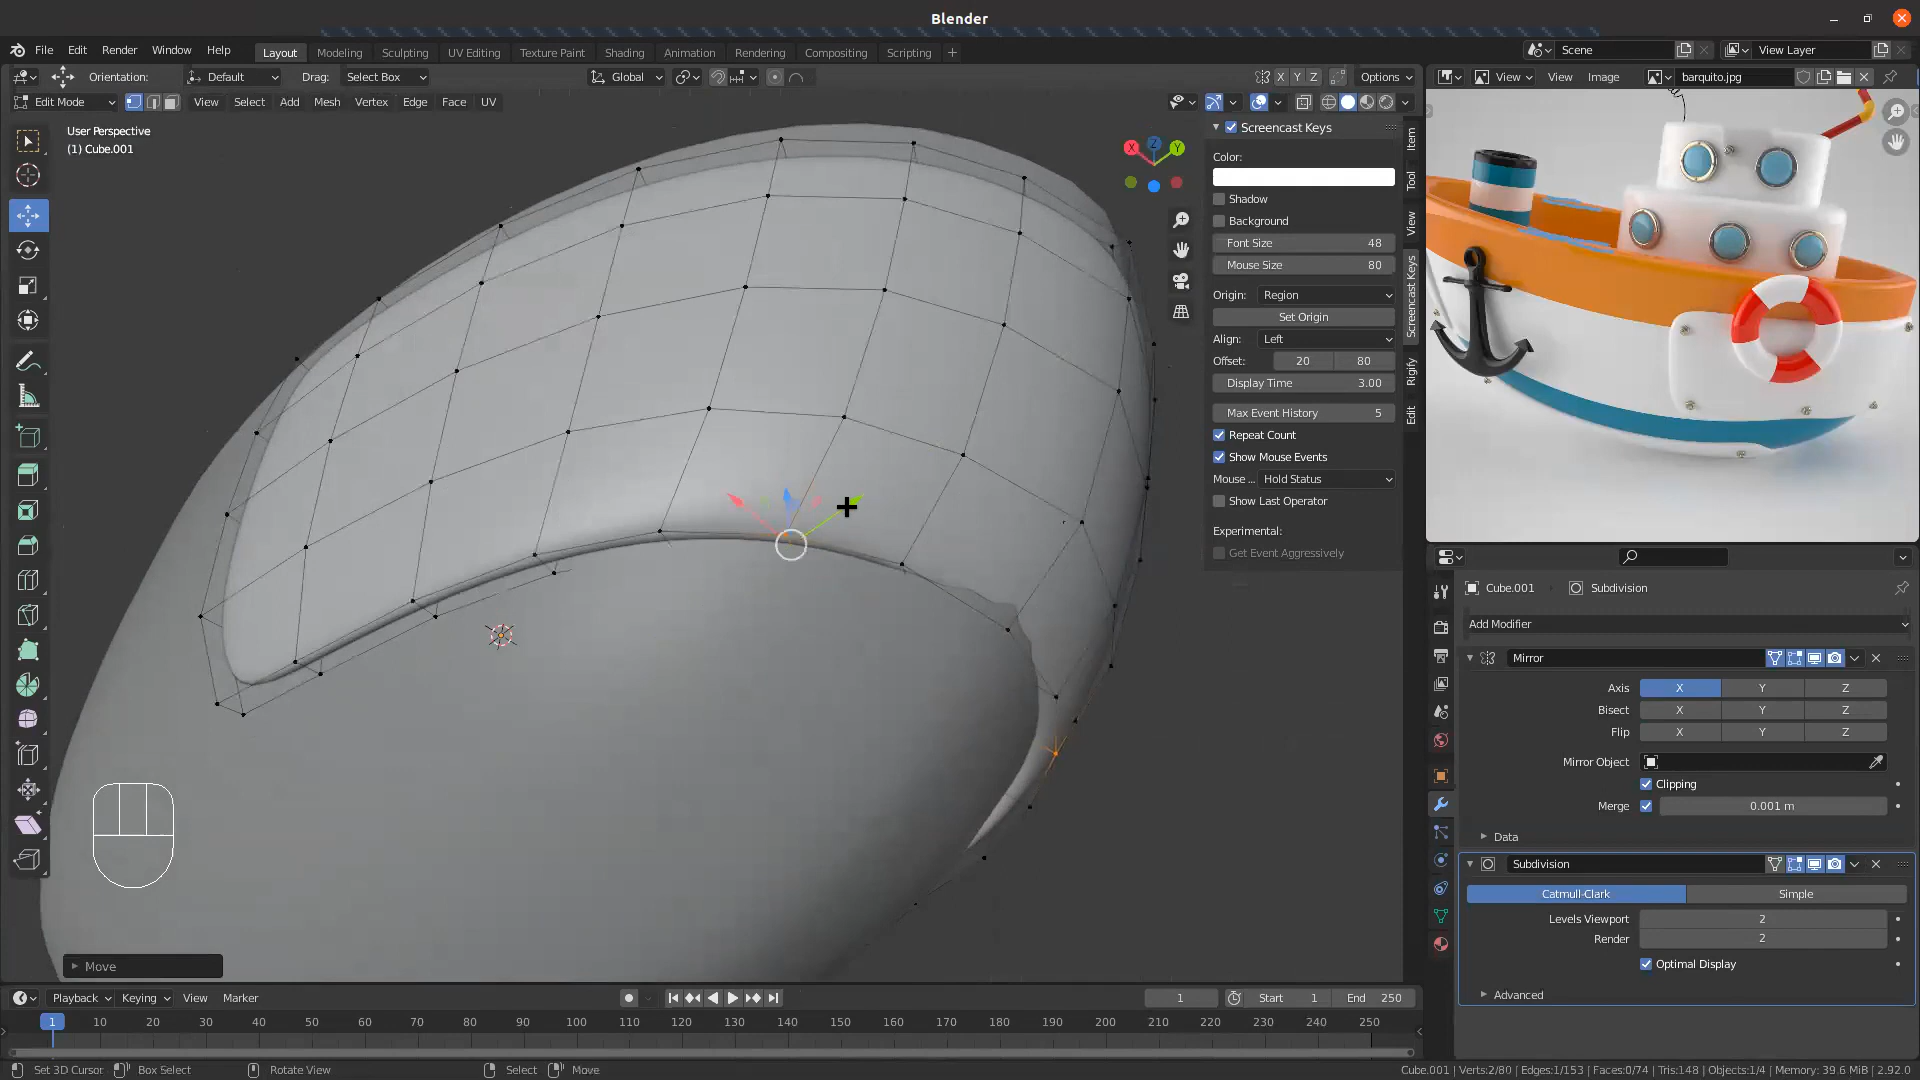 Blender
File Edit Render Window Help
Layout Modeling Sculpting UV Editing Texture Paint Shading Animation Rendering Compositing Scripting
Scene
View Layer
Orientation: Default Drag: Select Box
Global
X Y Z Options
View View Image barquito.jpg
Edit Mode View Select Add Mesh Vertex Edge Face UV
User Perspective
(1) Cube.001
X Z Y
Screencast Keys
Color:
Shadow
Background
Font Size 48
Mouse Size 80
Origin: Region
Set Origin
Align: Left
Offset: 20 80
Display Time 3.00
Max Event History 5
Repeat Count
Show Mouse Events
Mouse ... Hold Status
Show Last Operator
Experimental:
Get Event Aggressively
Item
Tool
View
Screencast Keys
Rigify
Edit
Cube.001 Subdivision
Add Modifier
Mirror
Axis X Y Z
Bisect X Y Z
Flip X Y Z
Mirror Object
Clipping
Merge 0.001 m
Data
Subdivision
Catmull-Clark Simple
Levels Viewport 2
Render 2
Optimal Display
Advanced
Move
Playback Keying View Marker
1 Start 1 End 250
1 10 20 30 40 50 60 70 80 90 100 110 120 130 140 150 160 170 180 190 200 210 220 230 240 250
Set 3D Cursor Box Select Rotate View Select Move
Cube.001 | Verts:2/80 | Edges:1/153 | Faces:0/74 | Tris:148 | Objects:1/4 | Memory: 39.6 MiB | 2.92.0